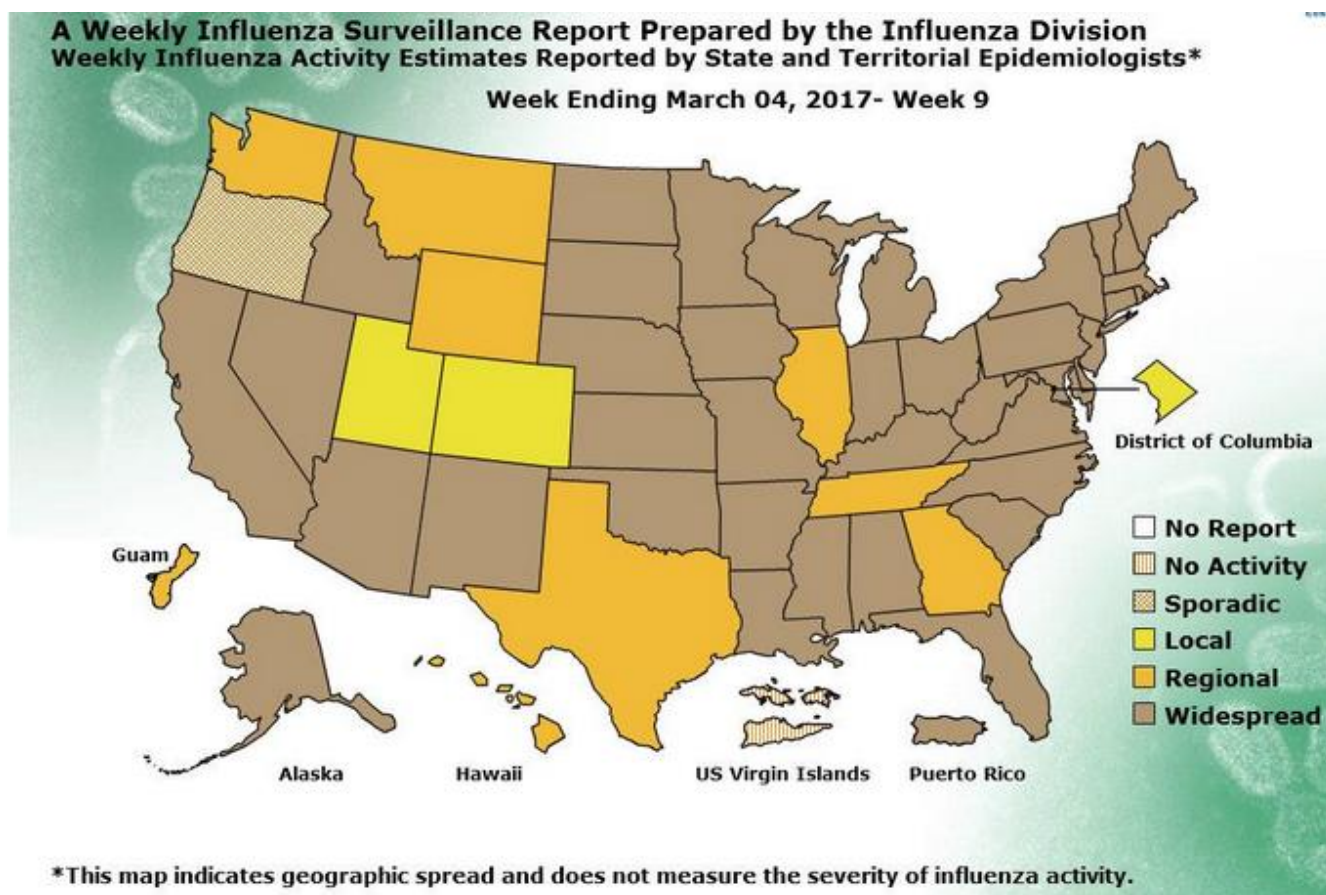 A Weekly Influenza Surveillance Report Prepared by the Influenza Division
Weekly Influenza Activity Estimates Reported by State and Territorial Epidemiologists*
Week Ending March 04, 2017- Week 9
District of Columbia
No Report
No Activity
Sporadic
Local
Regional
Widespread
Guam
Alaska
Hawaii
US Virgin Islands
Puerto Rico
*This map indicates geographic spread and does not measure the severity of influenza activity.